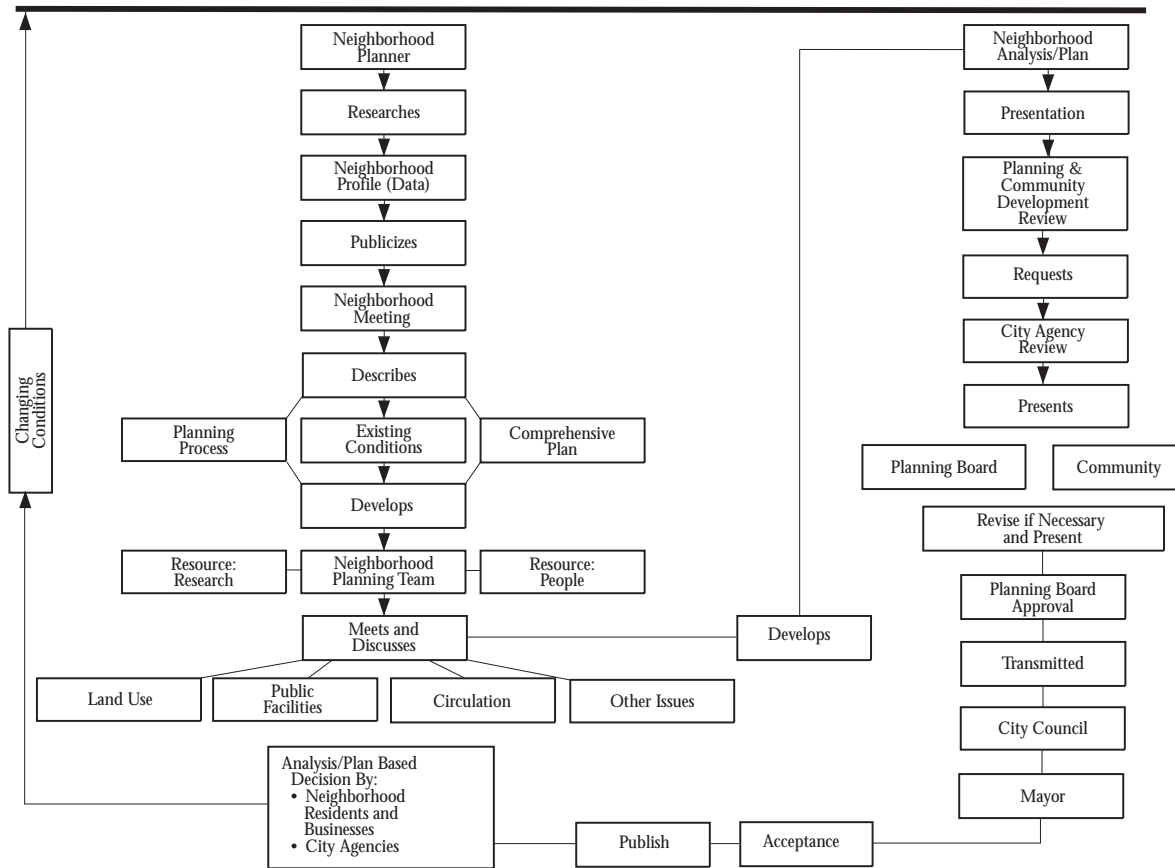 Neighborhood
Planner
Researches
Neighborhood
Profile (Data)
Publicizes
Neighborhood
Meeting
Describes
Planning
Process
Existing
Conditions
Comprehensive
Plan
Develops
Resource:
Research
Neighborhood
Planning Team
Resource:
People
Meets and
Discusses
Develops
Land Use
Public
Facilities
Circulation
Other Issues
Neighborhood
Analysis/Plan
Presentation
Planning &
Community
Development
Review
Requests
City Agency
Review
Presents
Planning Board
Community
Revise if Necessary
and Present
Planning Board
Approval
Transmitted
City Council
Mayor
Acceptance
Publish
Analysis/Plan Based
Decision By:
• Neighborhood
Residents and
Businesses
• City Agencies
Changing
Conditions